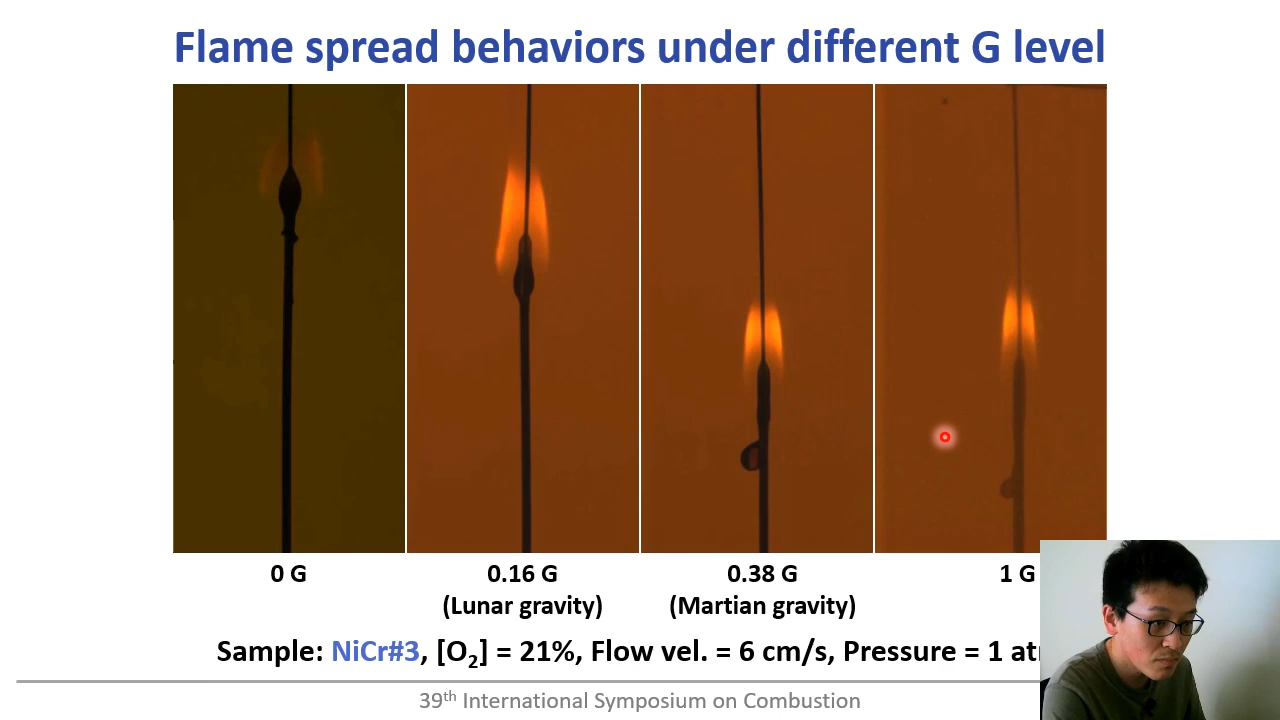 Flame spread behaviors under different G level
0 G
0.16 G
0.38 G
1 G
(Lunar gravity)
(Martian gravity)
Sample: NiCr#3, [O₂] = 21%, Flow vel. = 6 cm/s, Pressure = 1
39th International Symposium on Combustion